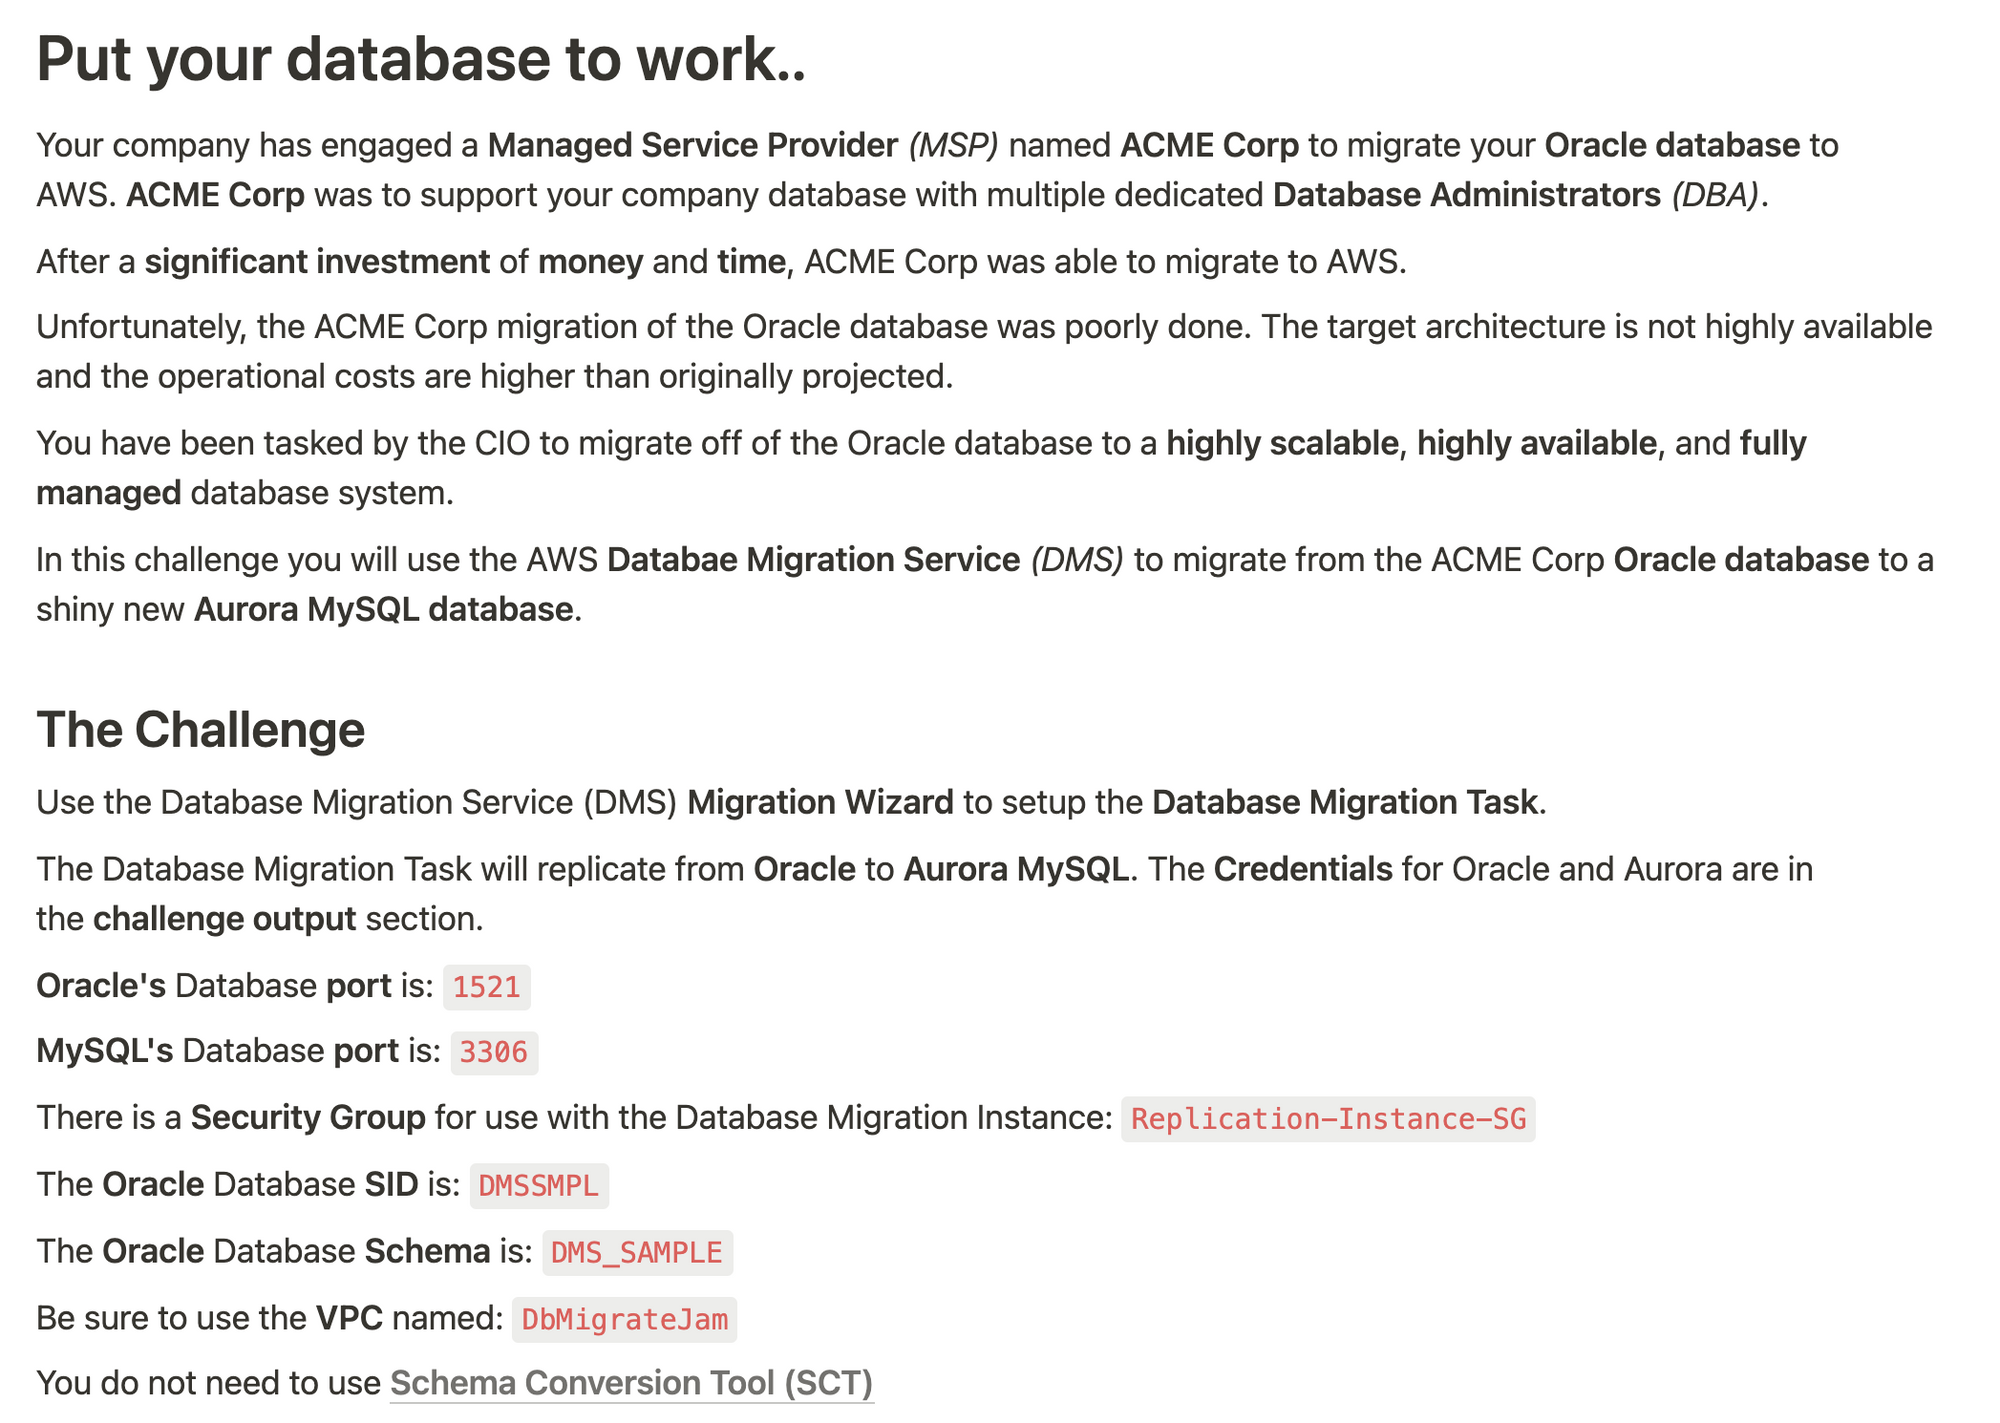 Put your database to work..
Your company has engaged a Managed Service Provider (MSP) named ACME Corp to migrate your Oracle database to
AWS. ACME Corp was to support your company database with multiple dedicated Database Administrators (DBA).
After a significant investment of money and time, ACME Corp was able to migrate to AWS.
Unfortunately, the ACME Corp migration of the Oracle database was poorly done. The target architecture is not highly available
and the operational costs are higher than originally projected.
You have been tasked by the CIO to migrate off of the Oracle database to a highly scalable, highly available, and fully
managed database system.
In this challenge you will use the AWS Databae Migration Service (DMS) to migrate from the ACME Corp Oracle database to a
shiny new Aurora MySQL database.
The Challenge
Use the Database Migration Service (DMS) Migration Wizard to setup the Database Migration Task.
The Database Migration Task will replicate from Oracle to Aurora MySQL. The Credentials for Oracle and Aurora are in
the challenge output section.
Oracle's Database port is: 1521
MySQL's Database port is: 3306
There is a Security Group for use with the Database Migration Instance: Replication-Instance-SG
The Oracle Database SID is: DMSSMPL
The Oracle Database Schema is: DMS_SAMPLE
Be sure to use the VPC named: DbMigrateJam
You do not need to use Schema Conversion Tool (SCT)